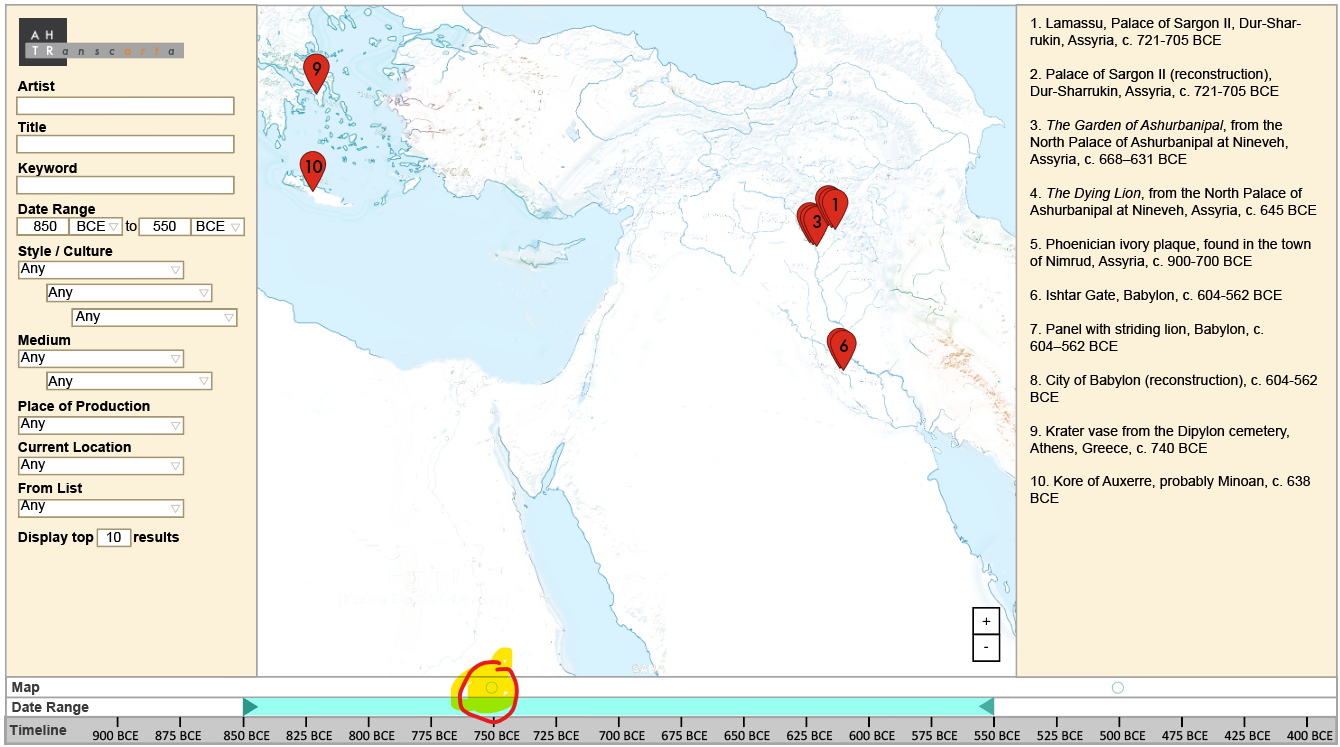 AH
TRanscarta
Artist
Title
Keyword
Date Range
850 BCE to 550 BCE
Style / Culture
Any
Any
Any
Medium
Any
Any
Place of Production
Any
Current Location
Any
From List
Any
Display top 10 results
9
10
1
3
6
+
-
1. Lamassu, Palace of Sargon II, Dur-Shar-
rukin, Assyria, c. 721-705 BCE
2. Palace of Sargon II (reconstruction),
Dur-Sharrukin, Assyria, c. 721-705 BCE
3. The Garden of Ashurbanipal, from the
North Palace of Ashurbanipal at Nineveh,
Assyria, c. 668–631 BCE
4. The Dying Lion, from the North Palace of
Ashurbanipal at Nineveh, Assyria, c. 645 BCE
5. Phoenician ivory plaque, found in the town
of Nimrud, Assyria, c. 900-700 BCE
6. Ishtar Gate, Babylon, c. 604-562 BCE
7. Panel with striding lion, Babylon, c.
604–562 BCE
8. City of Babylon (reconstruction), c. 604-562
BCE
9. Krater vase from the Dipylon cemetery,
Athens, Greece, c. 740 BCE
10. Kore of Auxerre, probably Minoan, c. 638
BCE
Map
Date Range
Timeline
900 BCE 875 BCE 850 BCE 825 BCE 800 BCE 775 BCE 750 BCE 725 BCE 700 BCE 675 BCE 650 BCE 625 BCE 600 BCE 575 BCE 550 BCE 525 BCE 500 BCE 475 BCE 425 BCE 400 BCE